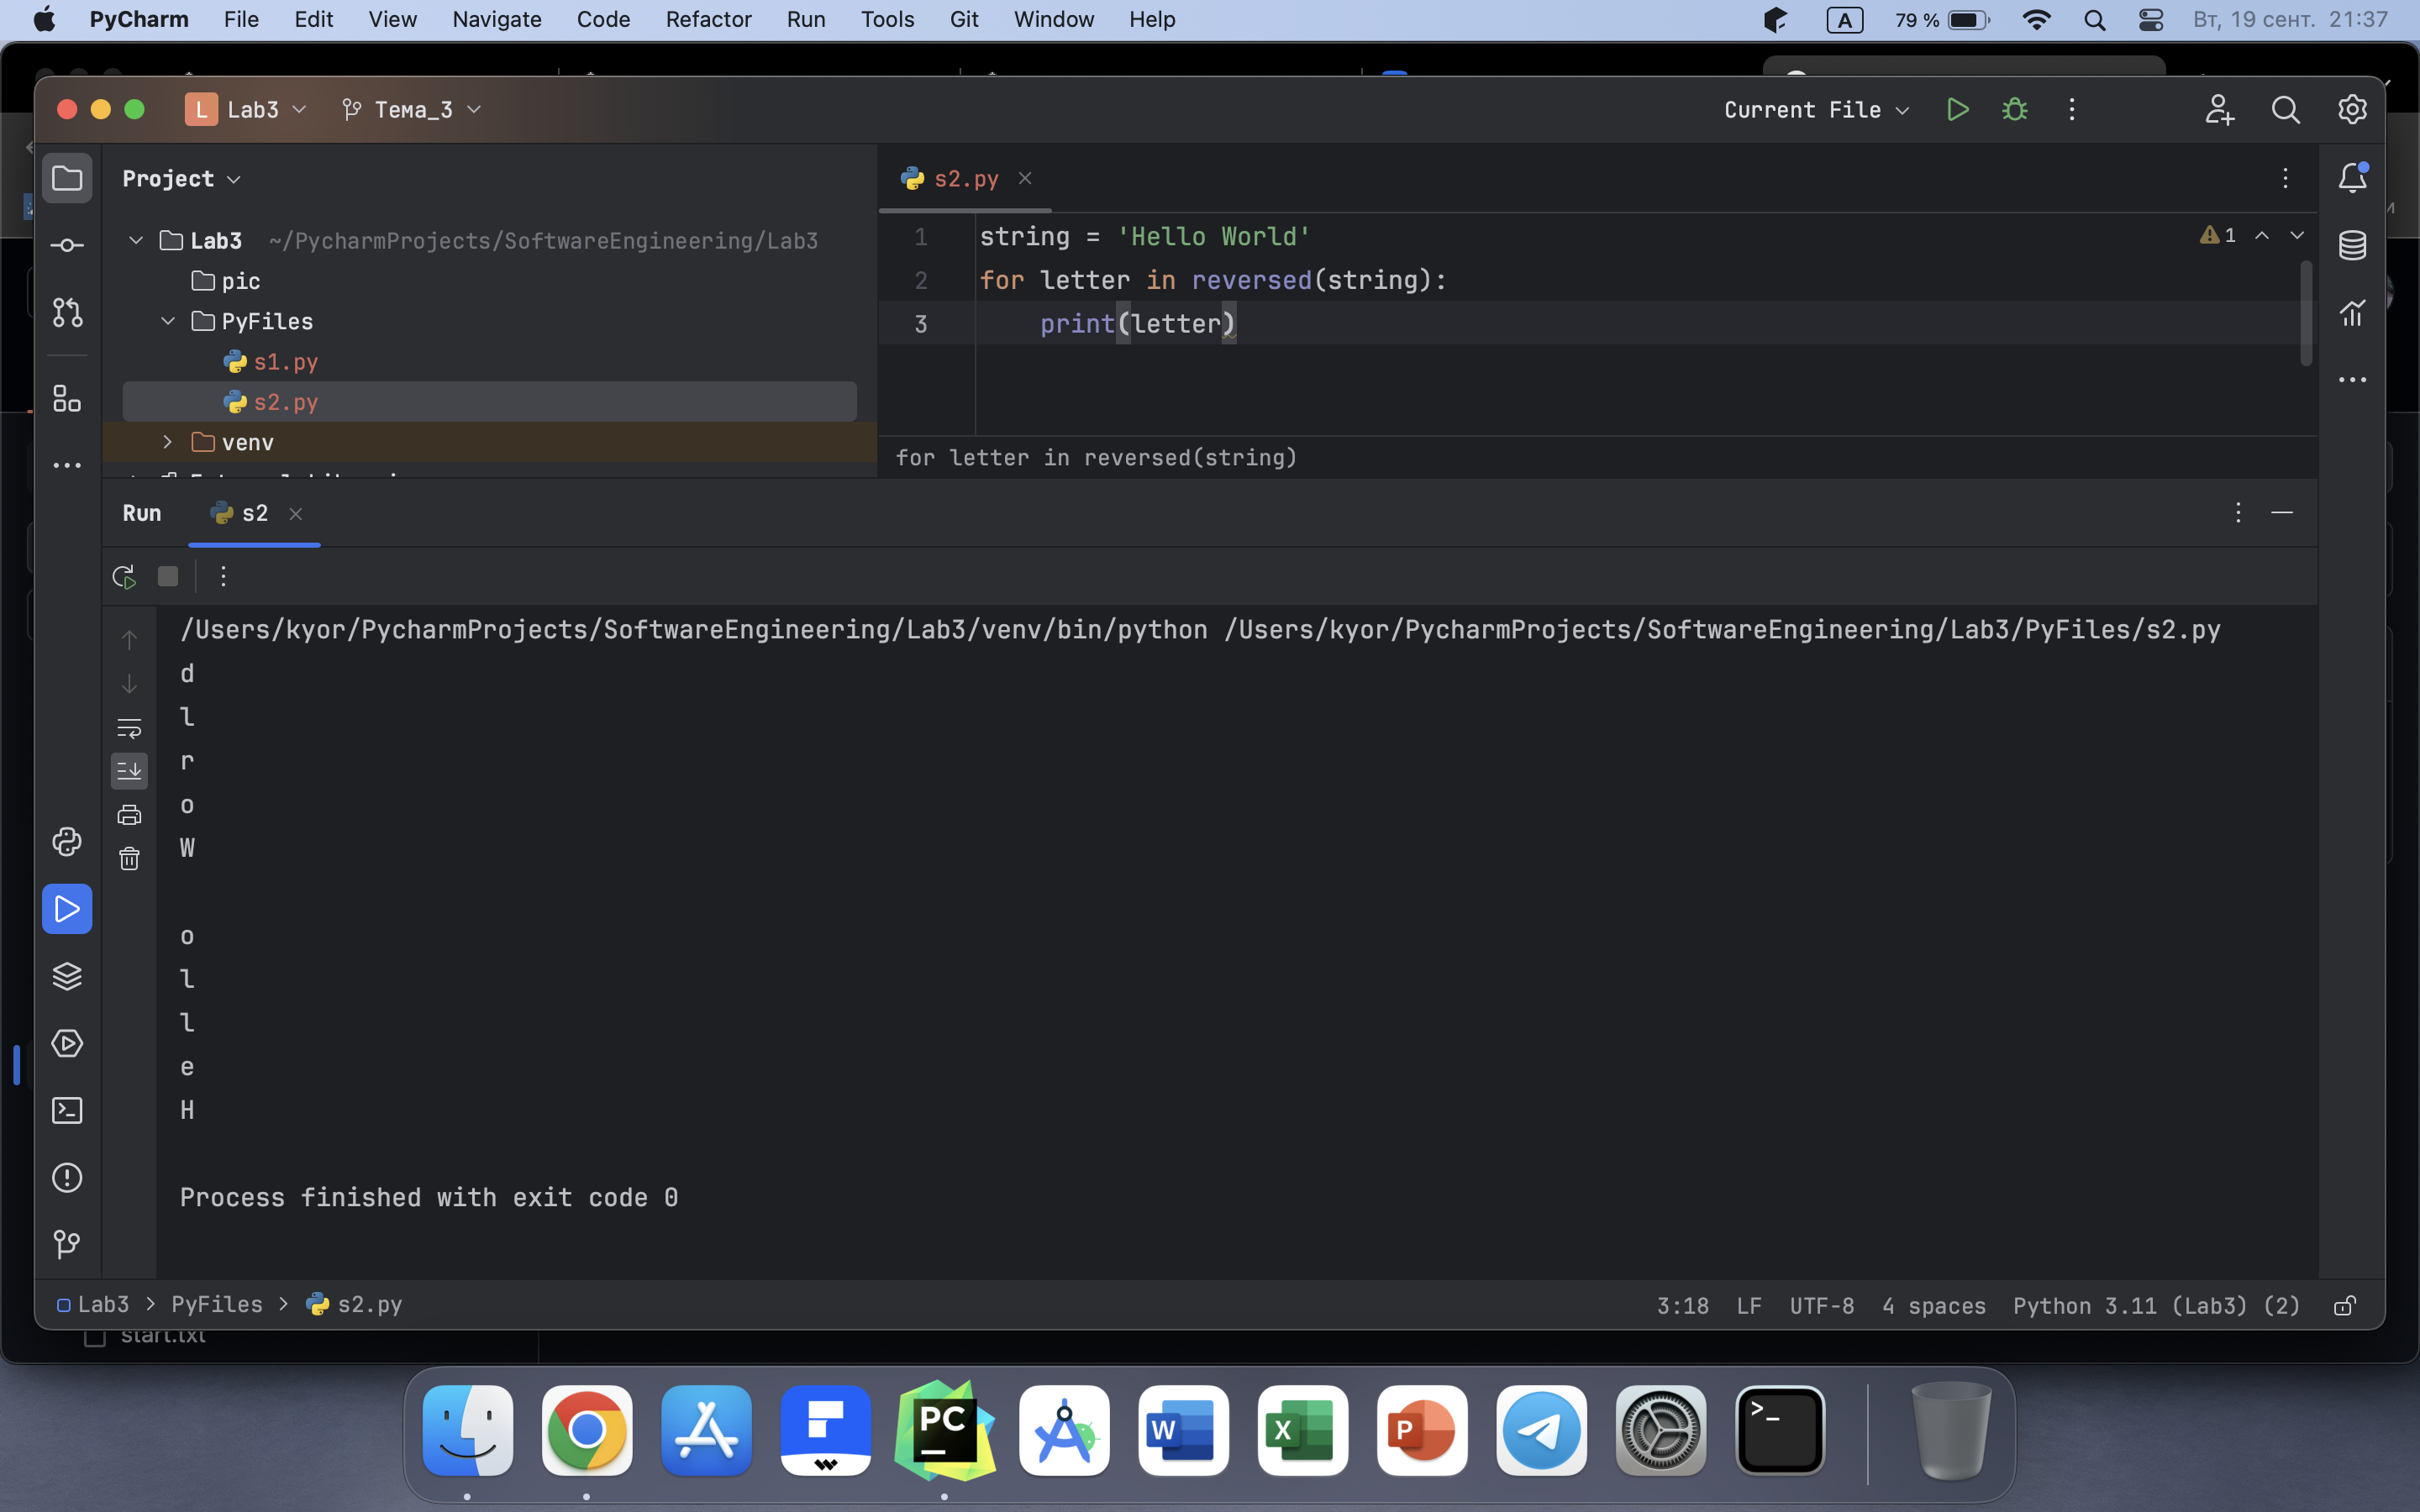 PyCharm File Edit View Navigate Code Refactor Run Tools Git Window Help A 79 % Вт, 19 сент. 21:37
L Lab3 Тема_3 Current File
Project
s2.py
Lab3 ~/PycharmProjects/SoftwareEngineering/Lab3
pic
PyFiles
s1.py
s2.py
venv
1 string = 'Hello World'
2 for letter in reversed(string):
3 print(letter)
1
for letter in reversed(string)
Run s2
/Users/kyor/PycharmProjects/SoftwareEngineering/Lab3/venv/bin/python /Users/kyor/PycharmProjects/SoftwareEngineering/Lab3/PyFiles/s2.py
d
l
r
o
W
o
l
l
e
H
Process finished with exit code 0
Lab3 > PyFiles > s2.py 3:18 LF UTF-8 4 spaces Python 3.11 (Lab3) (2)
start.txt
PC W X P >_